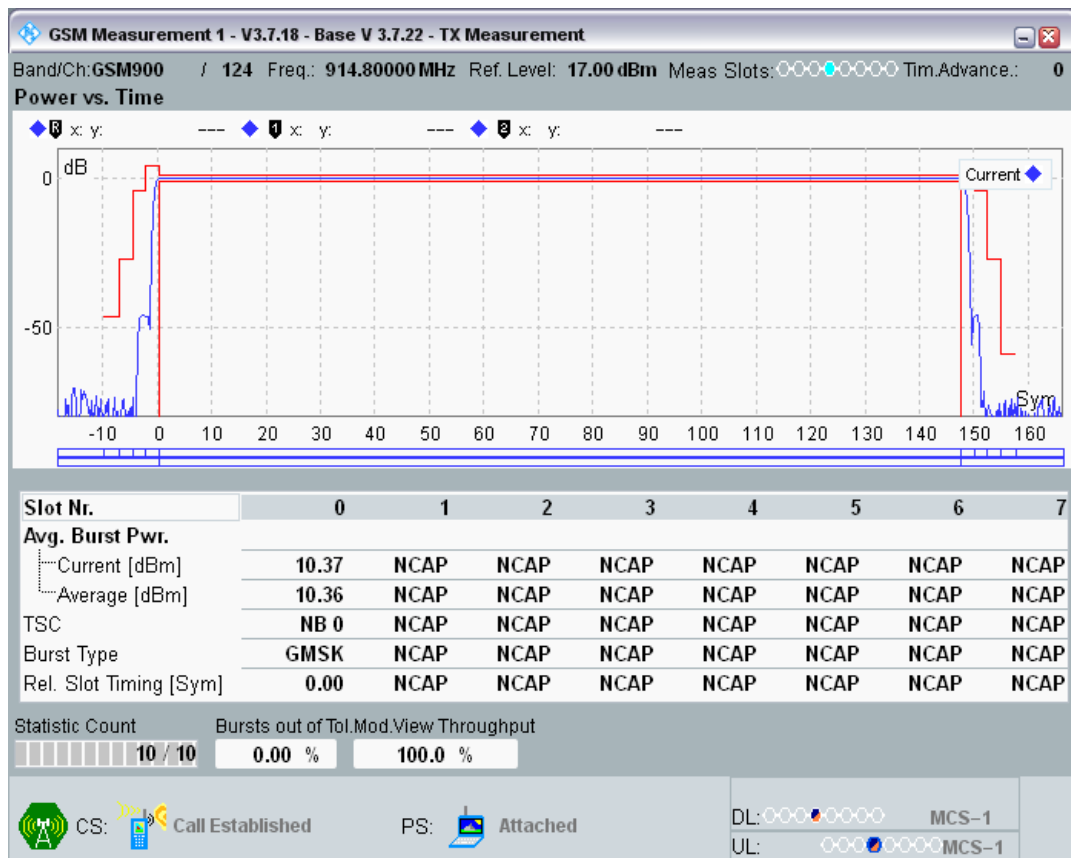 GSM Measurement 1 - V3.7.18 - Base V 3.7.22 - TX Measurement
Band/Ch:GSM900 / 124 Freq.: 914.80000 MHz Ref. Level: 17.00 dBm Meas Slots: Tim.Advance.: 0
Power vs. Time
R x: y: --- 1 x: y: --- 2 x: y: ---
dB
Current
0
-50
Sym
-10 0 10 20 30 40 50 60 70 80 90 100 110 120 130 140 150 160
Slot Nr. 0 1 2 3 4 5 6 7
Avg. Burst Pwr.
Current [dBm] 10.37 NCAP NCAP NCAP NCAP NCAP NCAP NCAP
Average [dBm] 10.36 NCAP NCAP NCAP NCAP NCAP NCAP NCAP
TSC NB 0 NCAP NCAP NCAP NCAP NCAP NCAP NCAP
Burst Type GMSK NCAP NCAP NCAP NCAP NCAP NCAP NCAP
Rel. Slot Timing [Sym] 0.00 NCAP NCAP NCAP NCAP NCAP NCAP NCAP
Statistic Count Bursts out of Tol.Mod.View Throughput
10 / 10 0.00 % 100.0 %
CS: Call Established PS: Attached
DL: MCS-1
UL: MCS-1